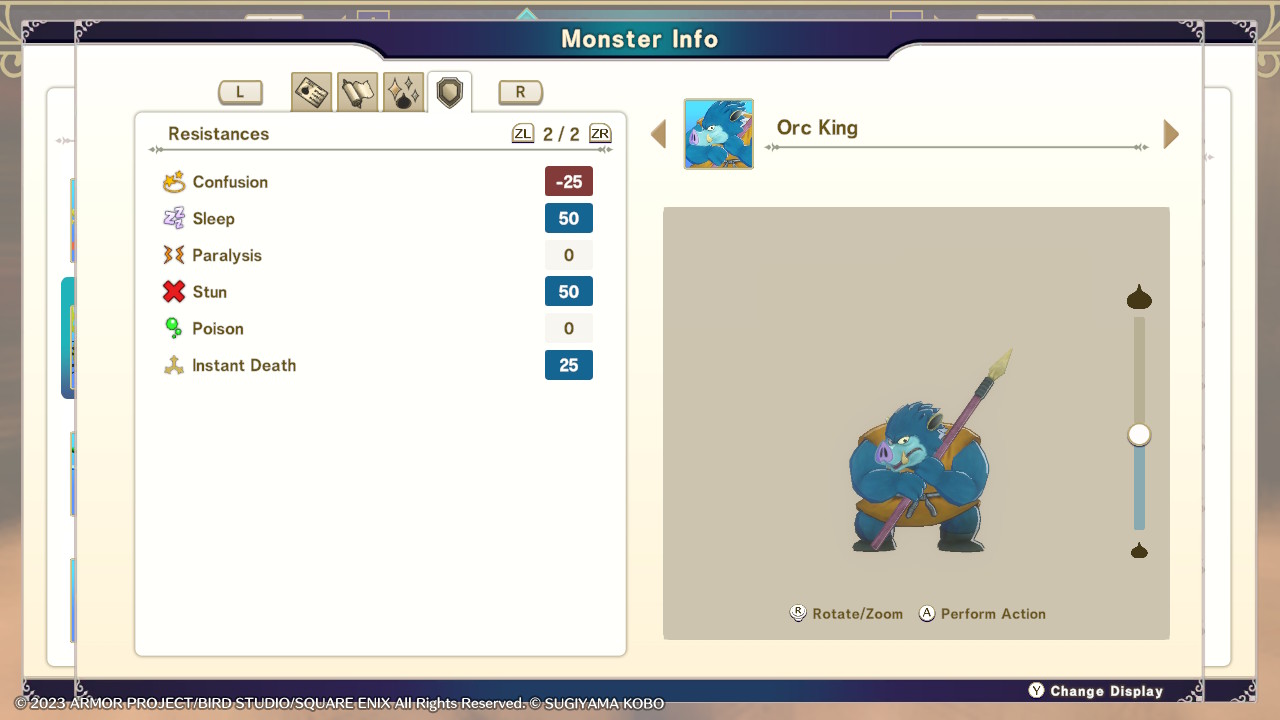 Monster Info
L
R
Resistances
ZL 2 / 2 ZR
Confusion -25
Sleep 50
Paralysis 0
Stun 50
Poison 0
Instant Death 25
Orc King
R Rotate/Zoom A Perform Action
Y Change Display
© 2023 ARMOR PROJECT/BIRD STUDIO/SQUARE ENIX All Rights Reserved. © SUGIYAMA KOBO